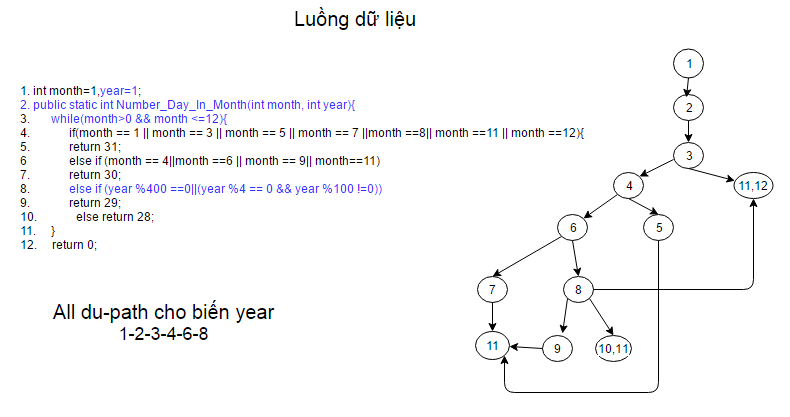 Luồng dữ liệu
1. int month=1,year=1;
2. public static int Number_Day_In_Month(int month, int year){
3. while(month>0 && month <=12){
4. if(month == 1 || month == 3 || month == 5 || month == 7 ||month ==8|| month ==11 || month ==12){
5. return 31;
6 else if (month == 4||month ==6 || month == 9|| month==11)
7. return 30;
8. else if (year %400 ==0||(year %4 == 0 && year %100 !=0))
9. return 29;
10. else return 28;
11. }
12. return 0;
All du-path cho biến year
1-2-3-4-6-8
1
2
3
4
11,12
6
5
7
8
11
9
10,11